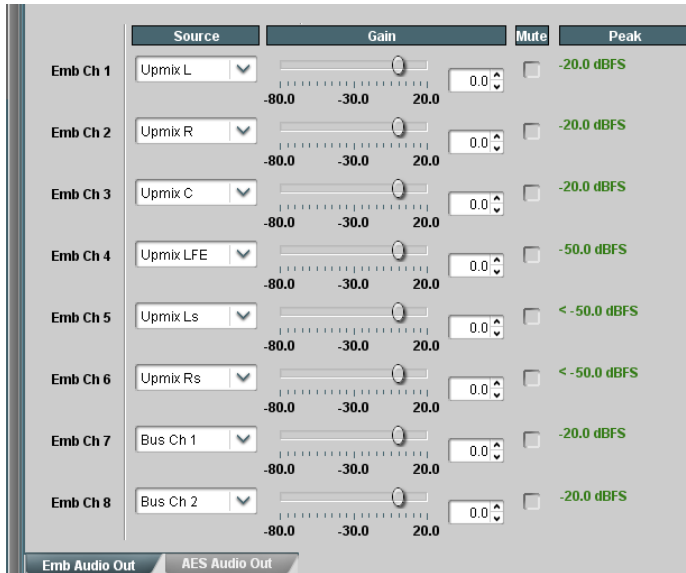 Source Gain Mute Peak
Emb Ch 1 Upmix L 0.0 -20.0 dBFS
-80.0 -30.0 20.0
Emb Ch 2 Upmix R 0.0 -20.0 dBFS
-80.0 -30.0 20.0
Emb Ch 3 Upmix C 0.0 -20.0 dBFS
-80.0 -30.0 20.0
Emb Ch 4 Upmix LFE 0.0 -50.0 dBFS
-80.0 -30.0 20.0
Emb Ch 5 Upmix Ls 0.0 < -50.0 dBFS
-80.0 -30.0 20.0
Emb Ch 6 Upmix Rs 0.0 < -50.0 dBFS
-80.0 -30.0 20.0
Emb Ch 7 Bus Ch 1 0.0 -20.0 dBFS
-80.0 -30.0 20.0
Emb Ch 8 Bus Ch 2 0.0 -20.0 dBFS
-80.0 -30.0 20.0
Emb Audio Out AES Audio Out